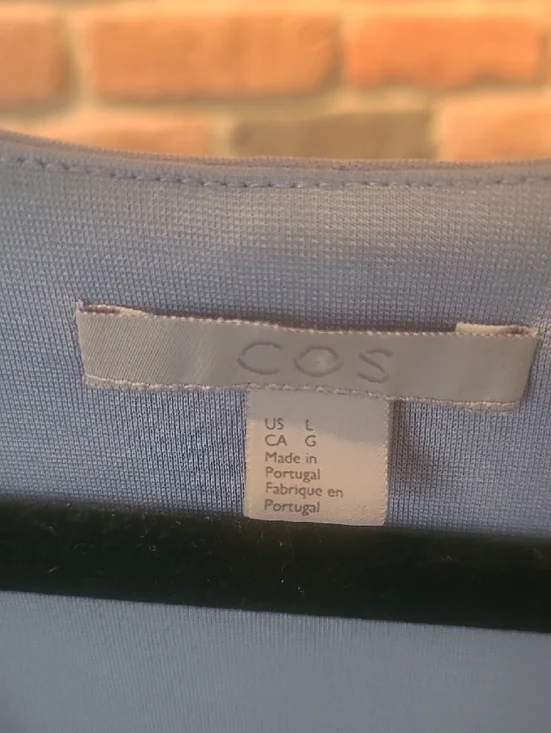 COS
US L
CA G
Made in
Portugal
Fabrique en
Portugal